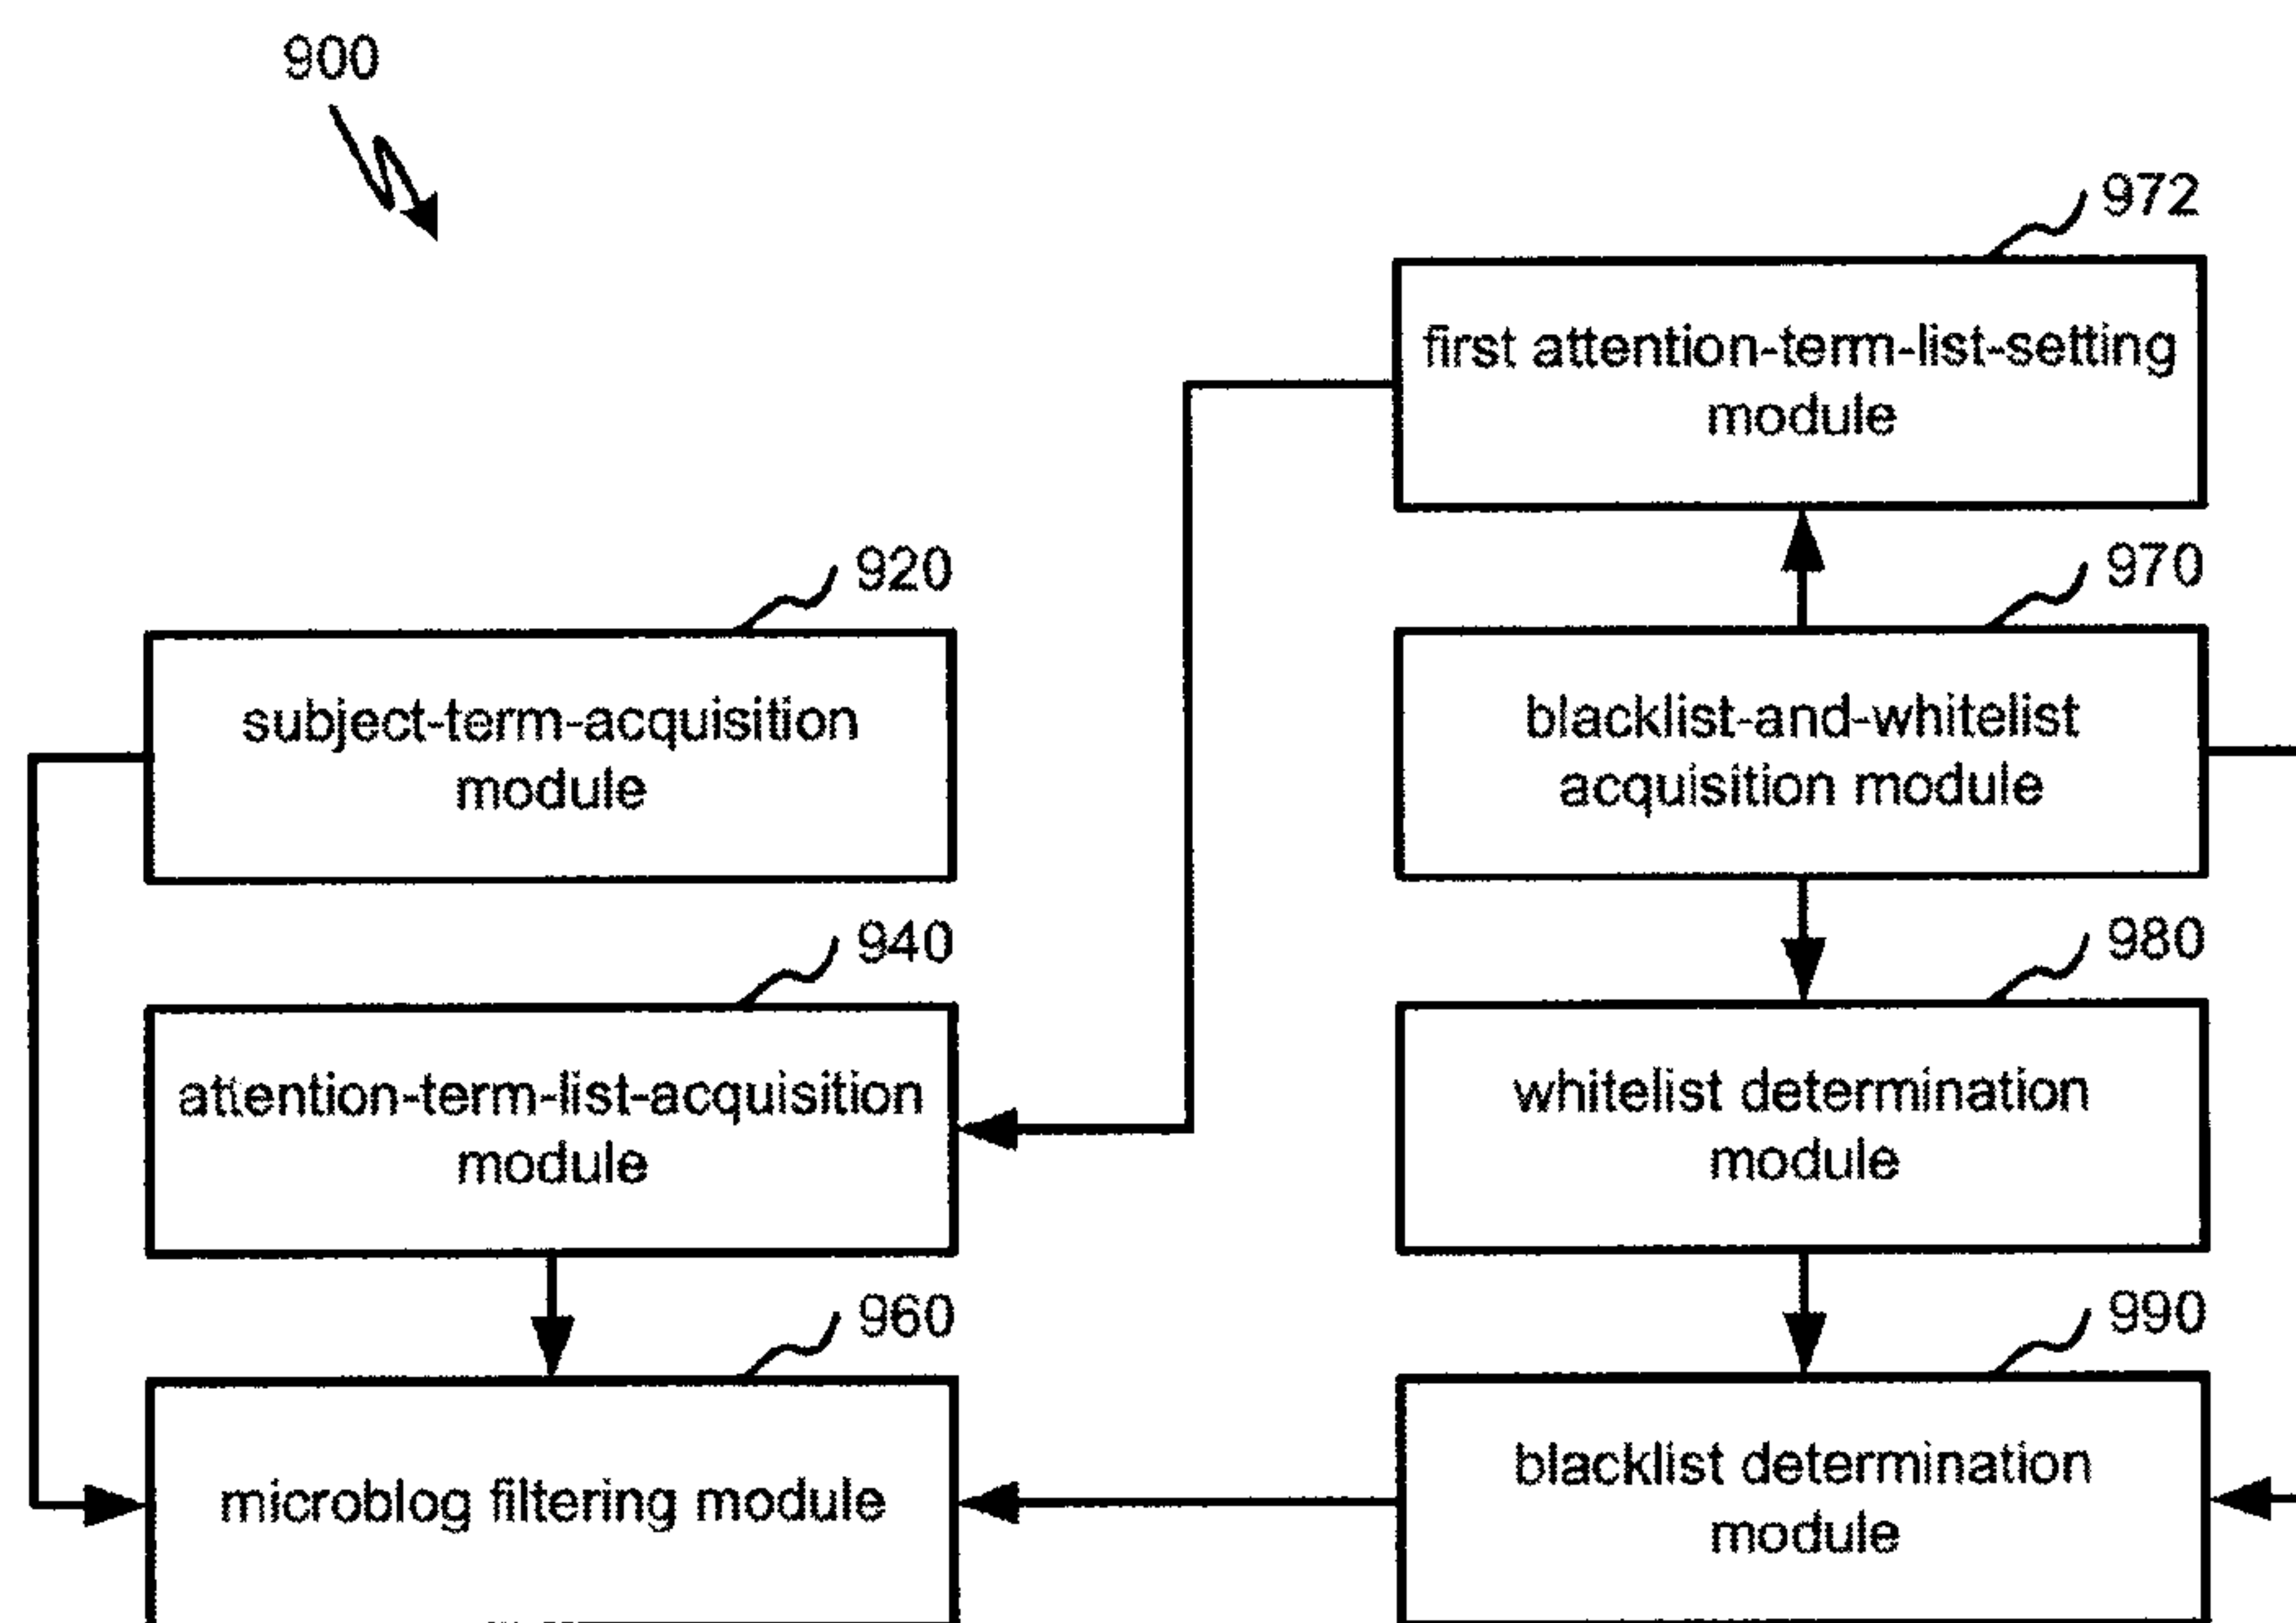 900
972
first attention-term-list-setting
module
920
970
subject-term-acquisition
module
blacklist-and-whitelist
acquisition module
940
980
attention-term-list-acquisition
module
whitelist determination
module
960
990
microblog filtering module
blacklist determination
module